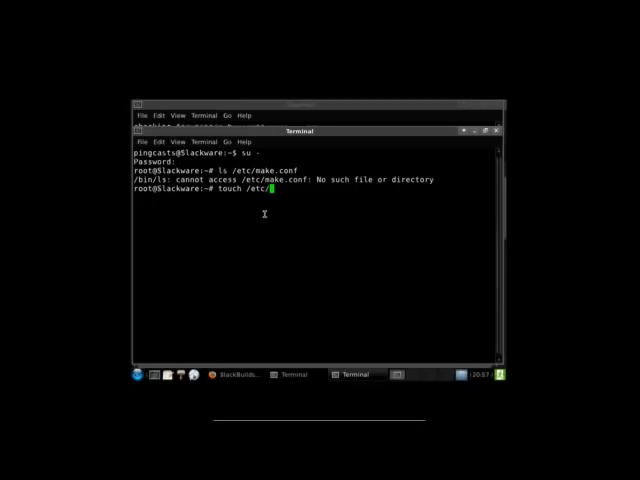 File Edit View Terminal Go Help
Terminal
File Edit View Terminal Go Help
pingcasts@Slackware:~$ su -
Password:
root@Slackware:~# ls /etc/make.conf
/bin/ls: cannot access /etc/make.conf: No such file or directory
root@Slackware:~# touch /etc/
BlackBuilds... Terminal Terminal 20:57